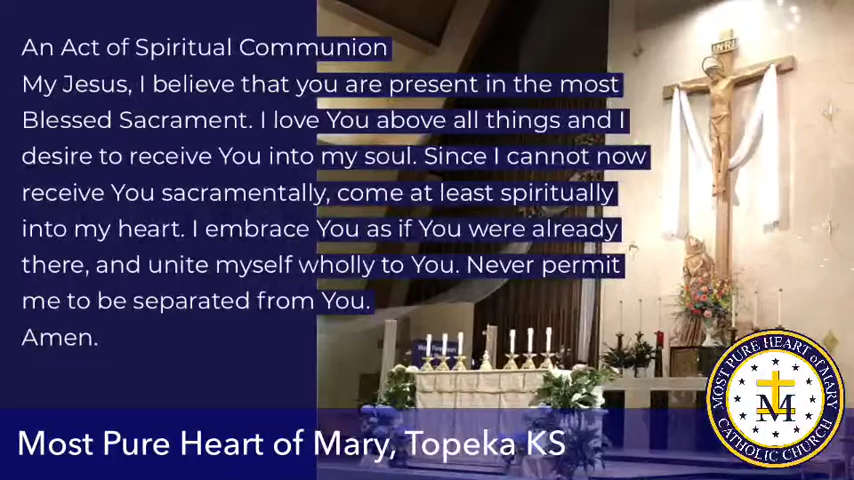 An Act of Spiritual Communion
My Jesus, I believe that you are present in the most
Blessed Sacrament. I love You above all things and I
desire to receive You into my soul. Since I cannot now
receive You sacramentally, come at least spiritually
into my heart. I embrace You as if You were already
there, and unite myself wholly to You. Never permit
me to be separated from You.
Amen.
INRI
Most Pure Heart of Mary, Topeka KS
MOST PURE HEART of MARY
M
CATHOLIC CHURCH